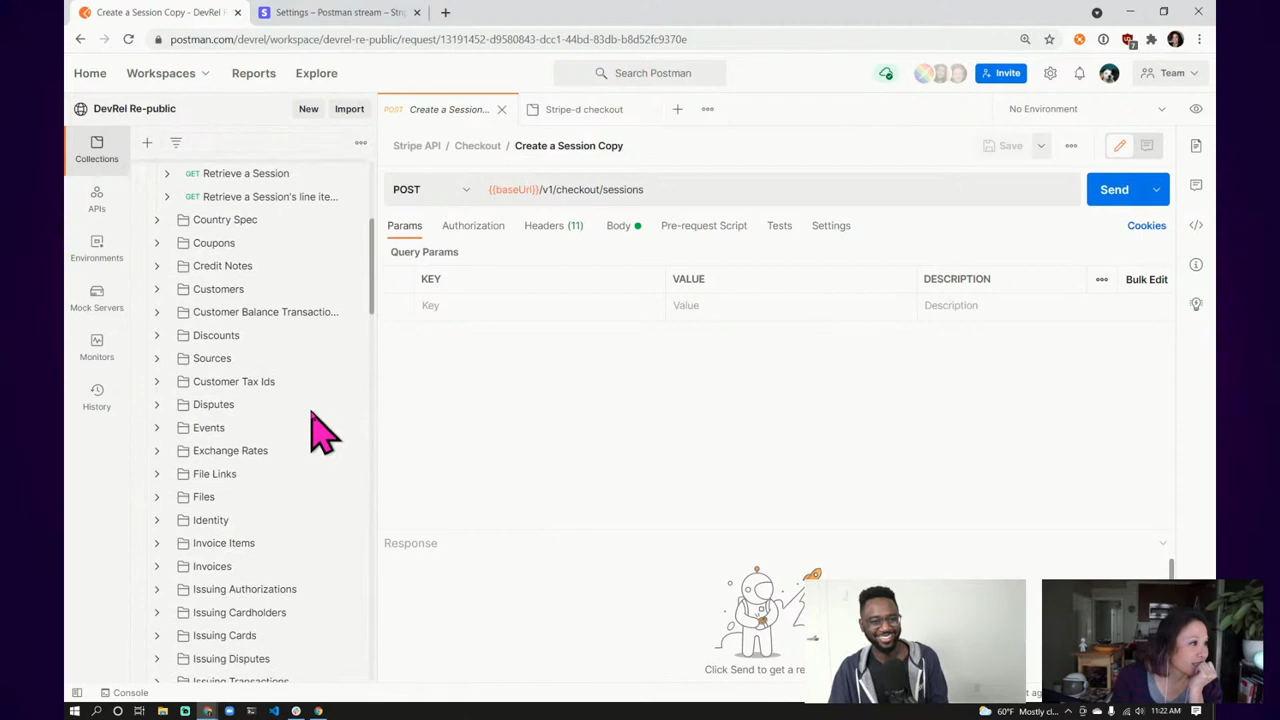 Create a Session Copy - DevRel R
Settings – Postman stream – Stri
postman.com/devrel/workspace/devrel-re-public/request/13191452-d9580843-dcc1-44bd-83db-b8d52fc9370e
7
Home
Workspaces
Reports
Explore
Search Postman
Invite
Team
DevRel Re-public
New
Import
POST Create a Session...
Stripe-d checkout
No Environment
Collections
APIs
Environments
Mock Servers
Monitors
History
GET Retrieve a Session
GET Retrieve a Session's line ite...
Country Spec
Coupons
Credit Notes
Customers
Customer Balance Transactio...
Discounts
Sources
Customer Tax Ids
Disputes
Events
Exchange Rates
File Links
Files
Identity
Invoice Items
Invoices
Issuing Authorizations
Issuing Cardholders
Issuing Cards
Issuing Disputes
Issuing Transactions
Stripe API / Checkout / Create a Session Copy
Save
POST
{{baseUrl}}/v1/checkout/sessions
Send
Params
Authorization
Headers (11)
Body
Pre-request Script
Tests
Settings
Cookies
Query Params
KEY
VALUE
DESCRIPTION
Bulk Edit
Key
Value
Description
Response
Click Send to get a re
Console
60°F Mostly cl...
11:22 AM